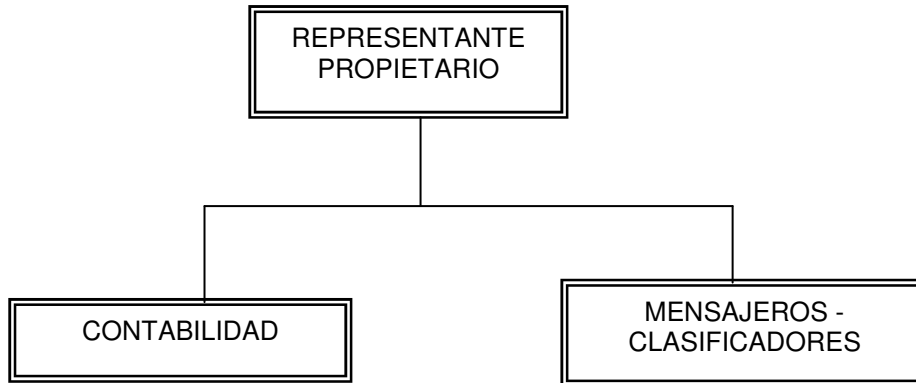 REPRESENTANTE
PROPIETARIO
CONTABILIDAD
MENSAJEROS -
CLASIFICADORES